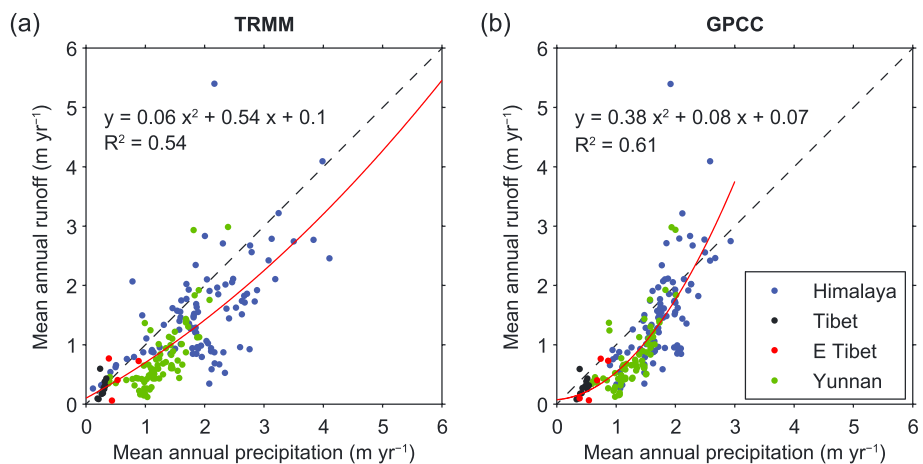 (a)
TRMM
y = 0.06 x² + 0.54 x + 0.1
R² = 0.54
6
5
4
3
2
1
0
Mean annual runoff (m yr⁻¹)
0 1 2 3 4 5 6
Mean annual precipitation (m yr⁻¹)
(b)
GPCC
y = 0.38 x² + 0.08 x + 0.07
R² = 0.61
6
5
4
3
2
1
0
Mean annual runoff (m yr⁻¹)
Himalaya
Tibet
E Tibet
Yunnan
0 1 2 3 4 5 6
Mean annual precipitation (m yr⁻¹)